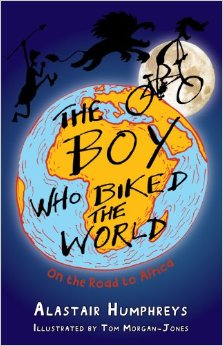 THE
BOY
WHO BIKED
THE
WORLD
On the Road to Africa
ALASTAIR HUMPHREYS
ILLUSTRATED BY TOM MORGAN-JONES